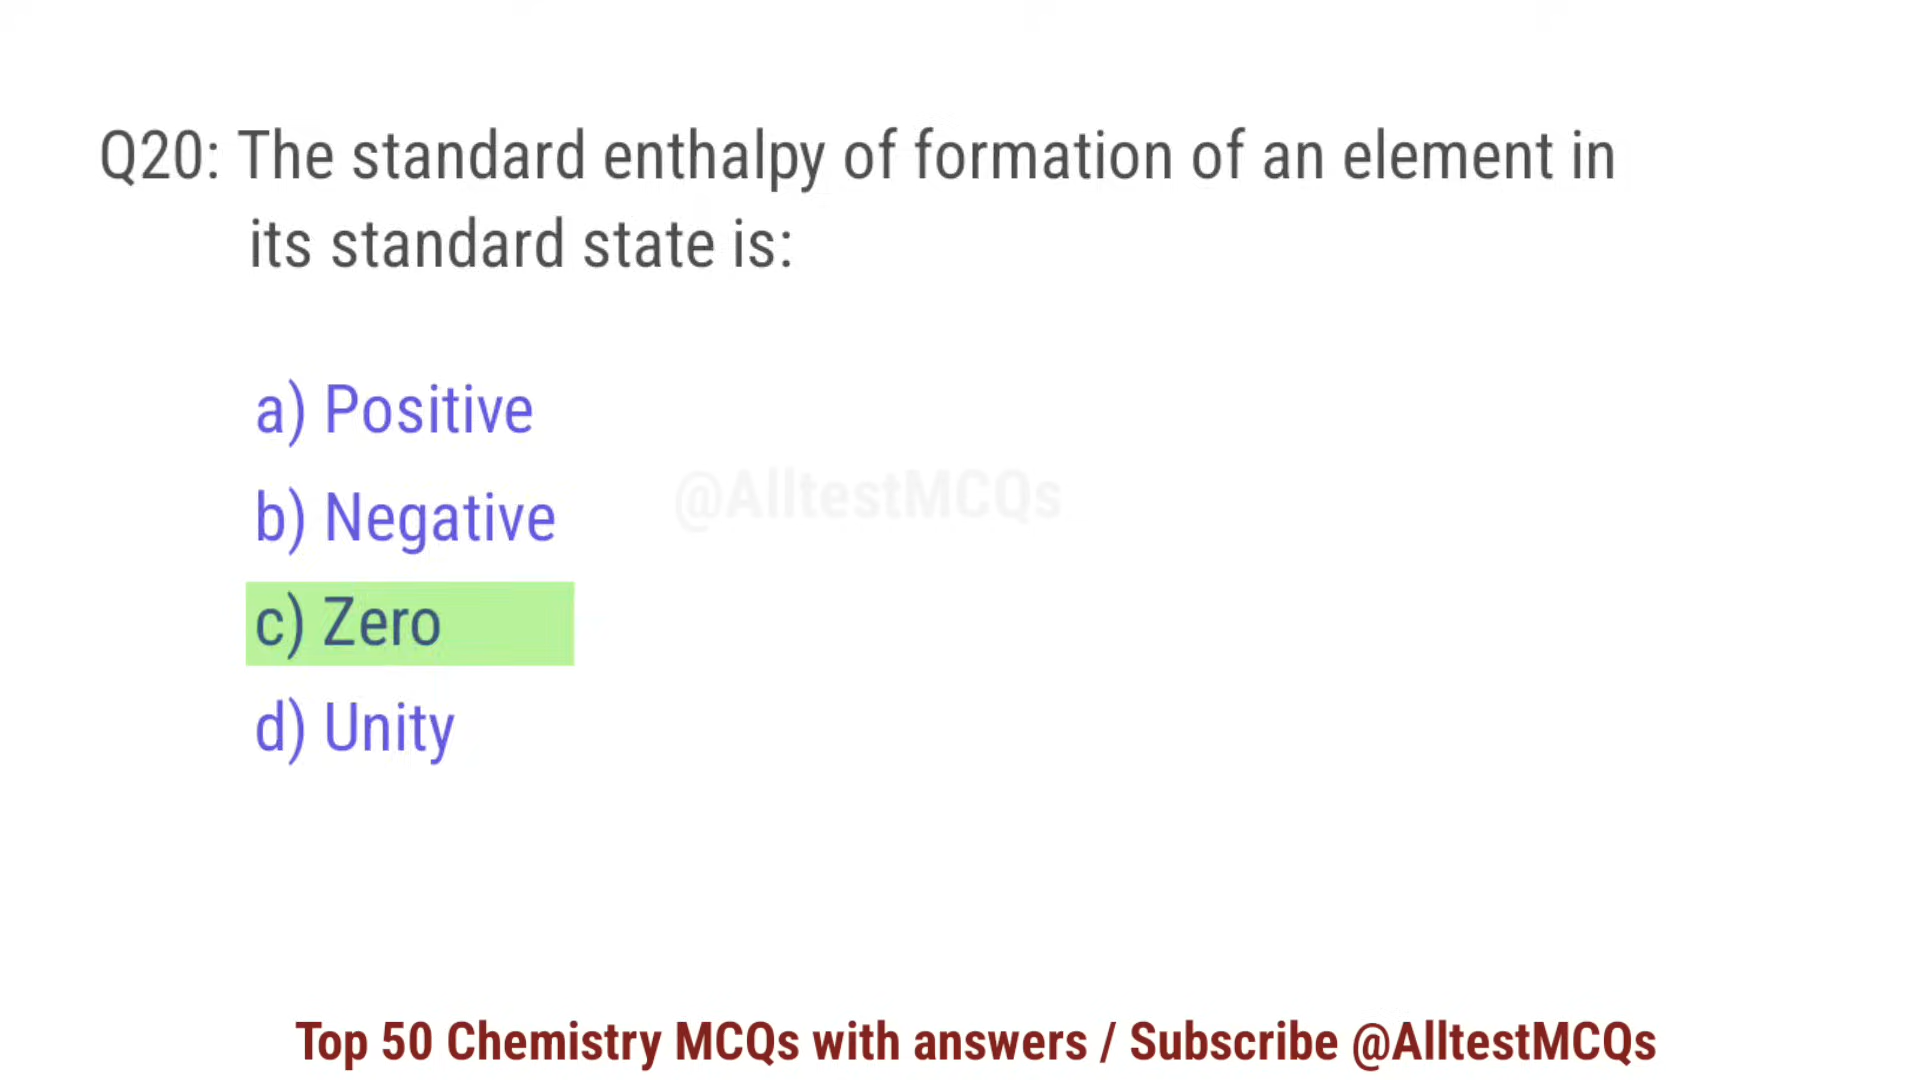 Q20: The standard enthalpy of formation of an element in
its standard state is:
a) Positive
b) Negative
@AlltestMCQs
c) Zero
d) Unity
Top 50 Chemistry MCQs with answers / Subscribe @AlltestMCQs